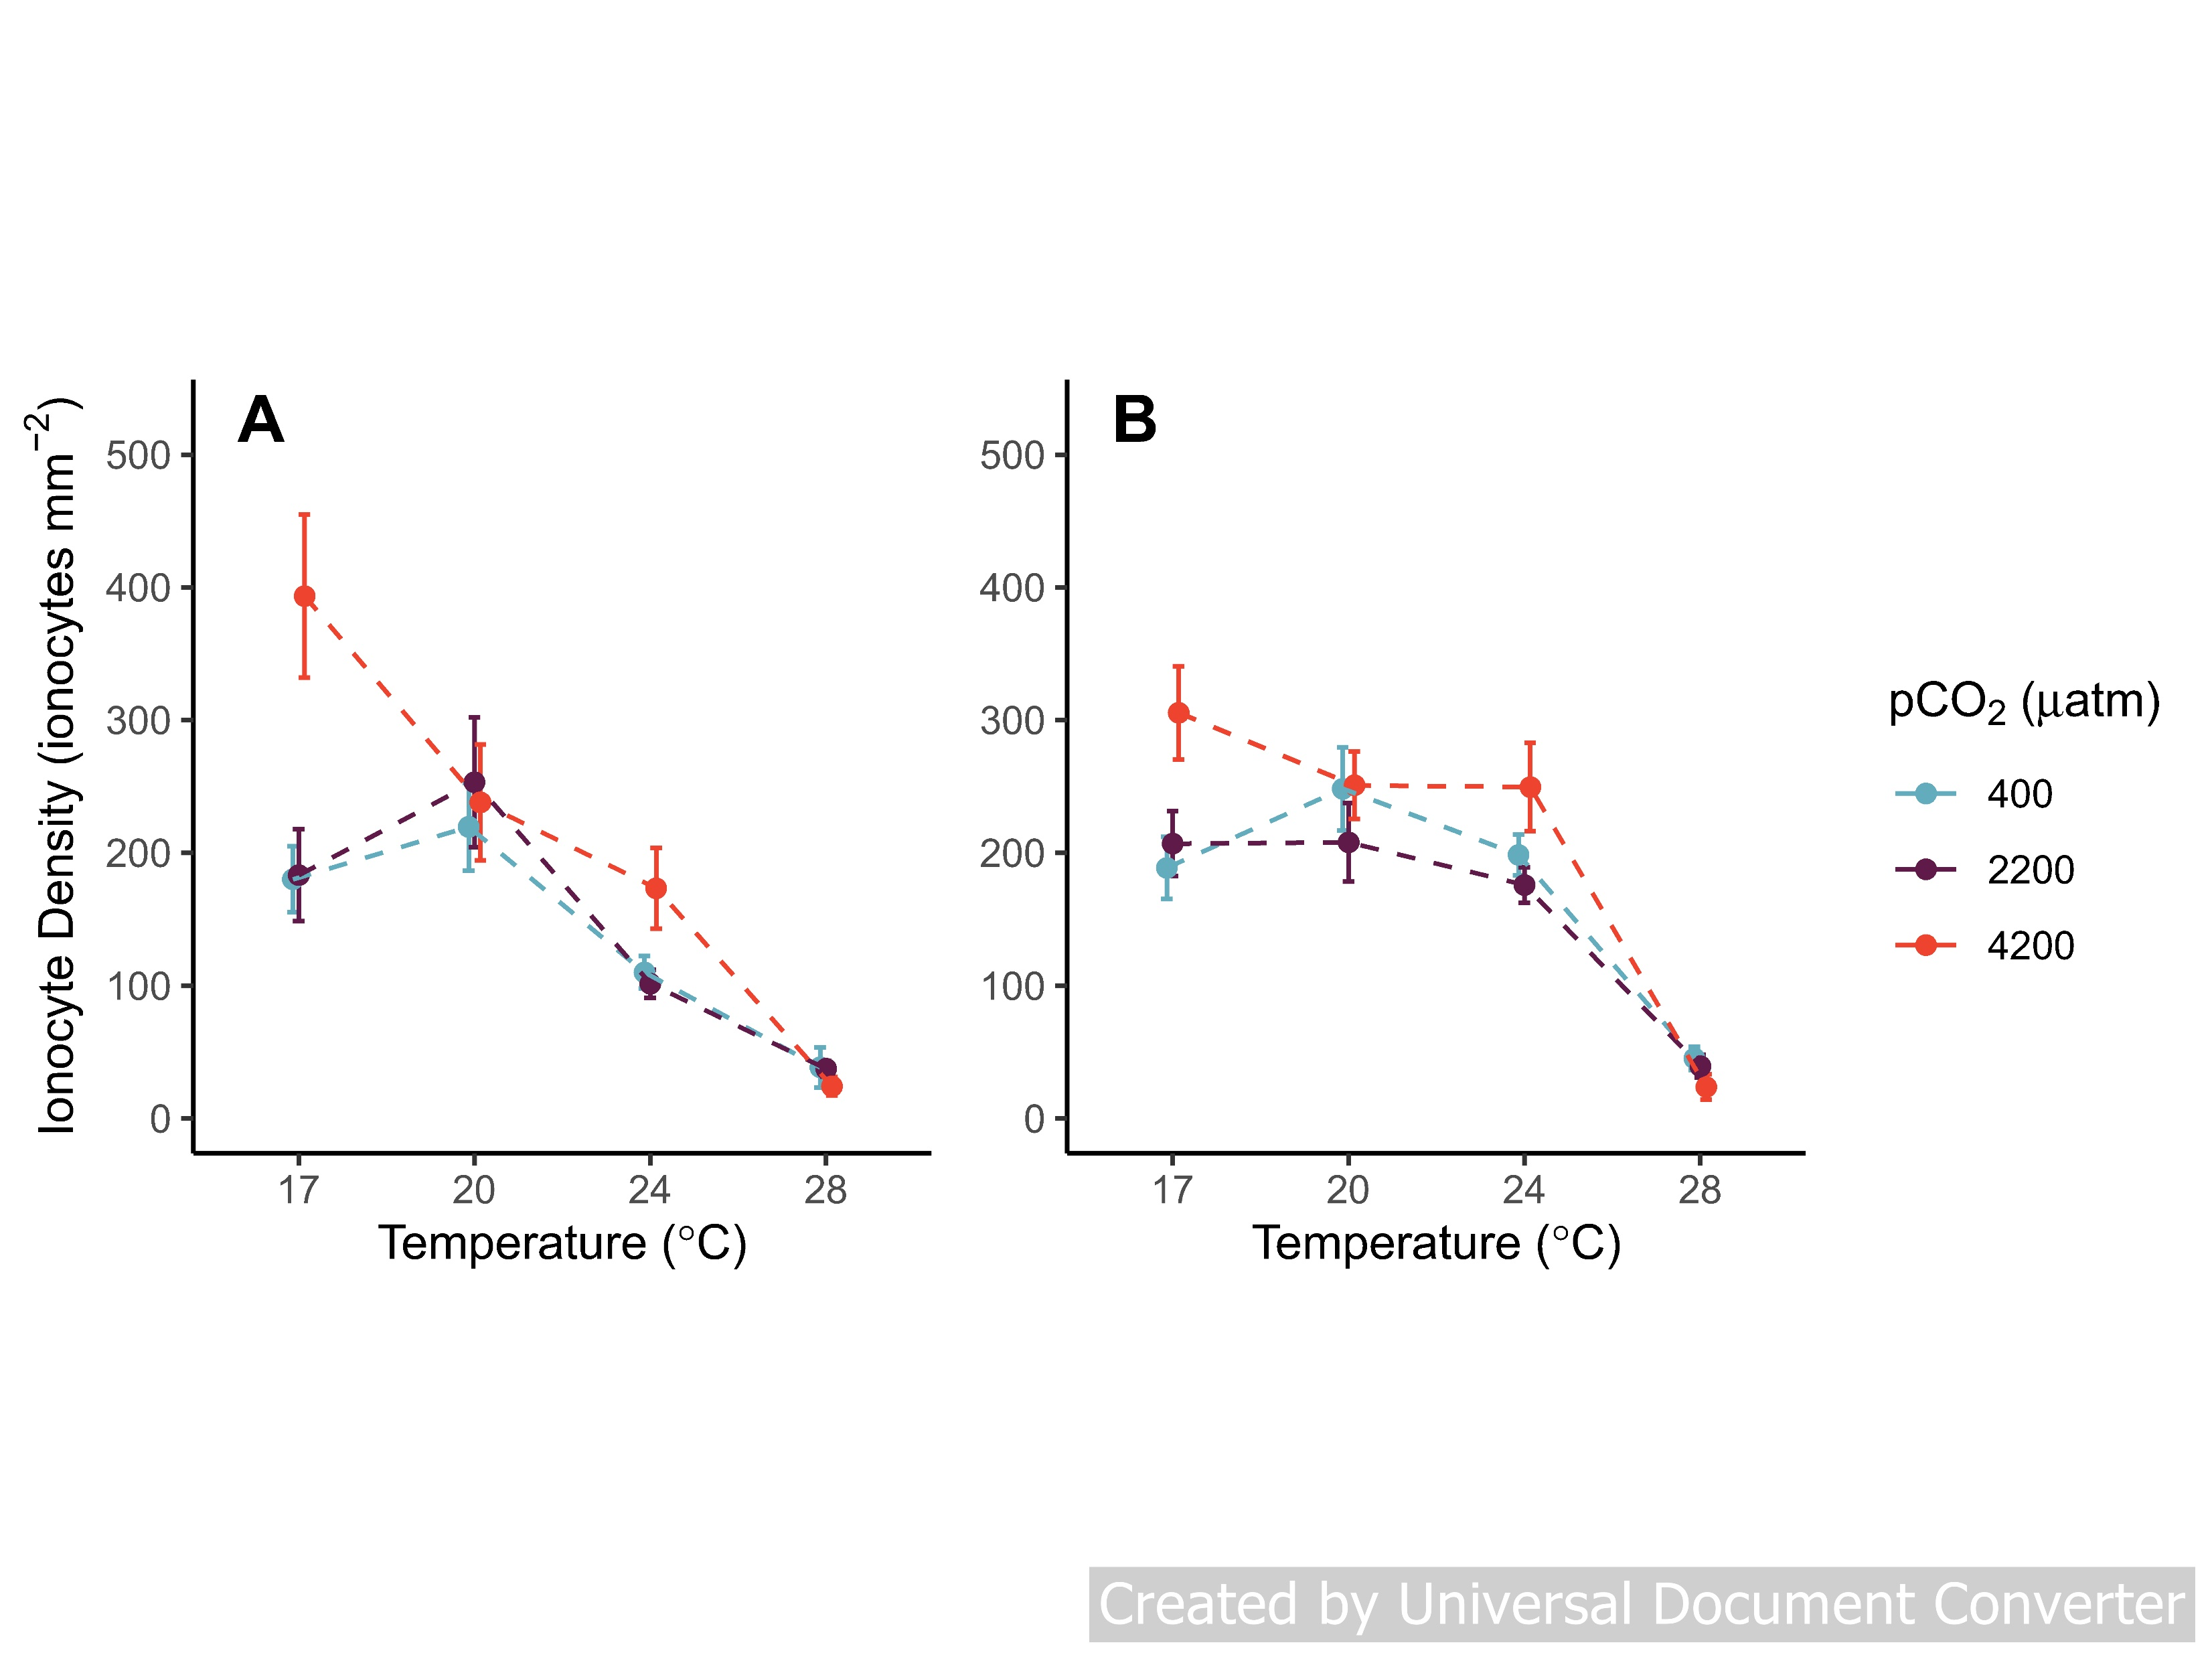 A
B
Ionocyte Density (ionocytes mm⁻²)
500
400
300
200
100
0
17 20 24 28
Temperature (°C)
500
400
300
200
100
0
17 20 24 28
Temperature (°C)
pCO₂ (μatm)
400
2200
4200
Created by Universal Document Converter